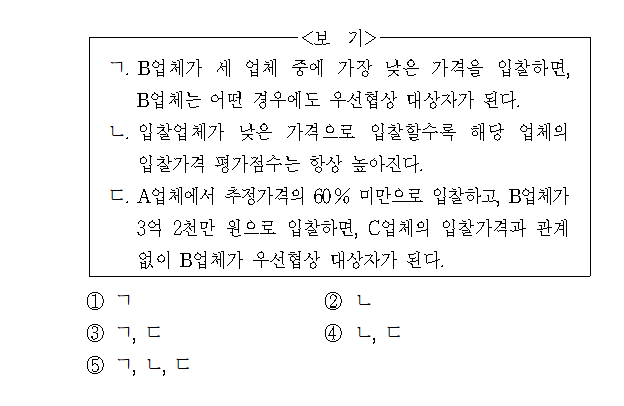 <보 기>
ㄱ. B업체가 세 업체 중에 가장 낮은 가격을 입찰하면,
B업체는 어떤 경우에도 우선협상 대상자가 된다.
ㄴ. 입찰업체가 낮은 가격으로 입찰할수록 해당 업체의
입찰가격 평가점수는 항상 높아진다.
ㄷ. A업체에서 추정가격의 60% 미만으로 입찰하고, B업체가
3억 2천만 원으로 입찰하면, C업체의 입찰가격과 관계
없이 B업체가 우선협상 대상자가 된다.
① ㄱ ② ㄴ
③ ㄱ, ㄷ ④ ㄴ, ㄷ
⑤ ㄱ, ㄴ, ㄷ